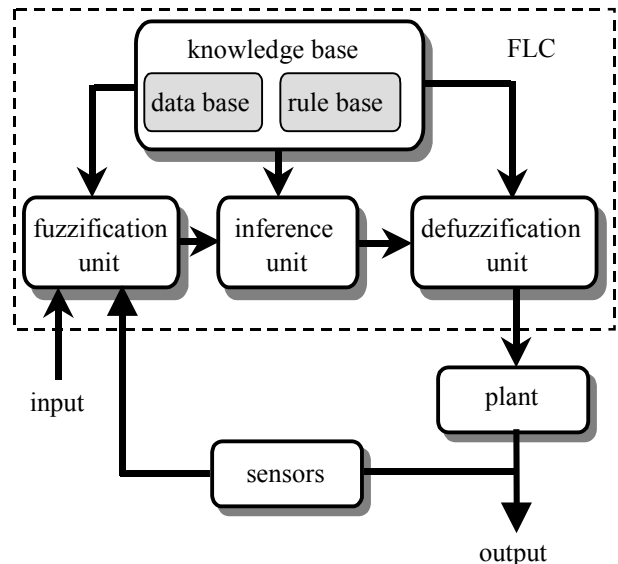 knowledge base
FLC
data base
rule base
fuzzification
unit
inference
unit
defuzzification
unit
input
plant
sensors
output